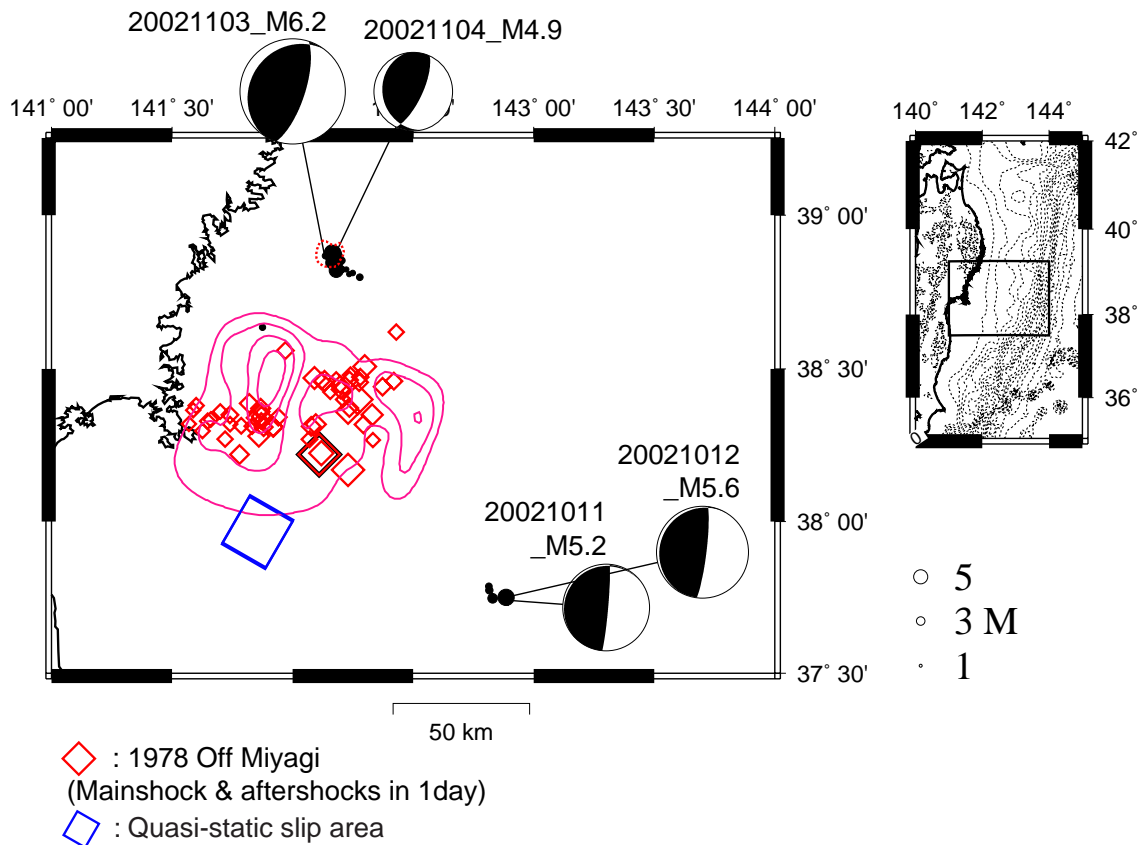 20021103_M6.2
20021104_M4.9
141° 00'
141° 30'
143° 00'
143° 30'
144° 00'
140°
142°
144°
42°
39° 00'
40°
38° 30'
38°
36°
0
20021012
_M5.6
20021011
_M5.2
38° 00'
5
3 M
1
37° 30'
50 km
: 1978 Off Miyagi
(Mainshock & aftershocks in 1day)
: Quasi-static slip area